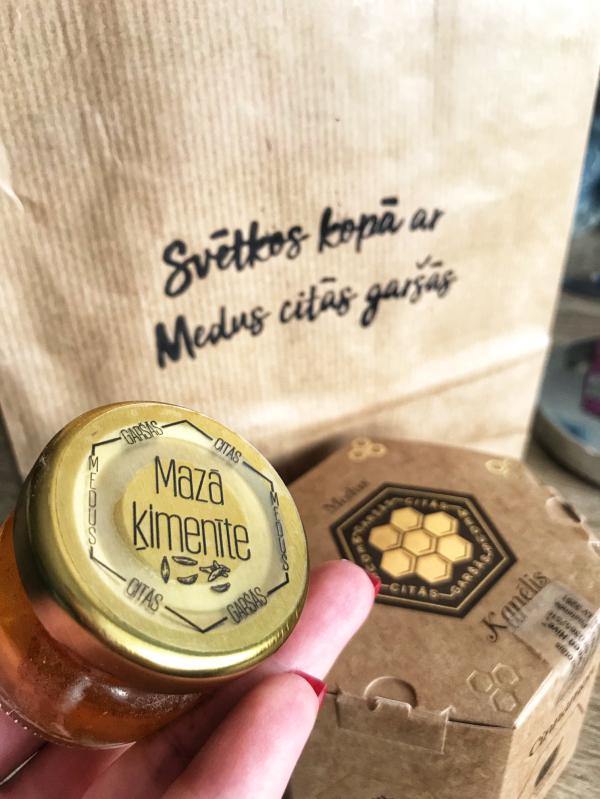 Svētkos kopā ar
Medus citās garšās
GARŠĀS
CITĀS
MEDUS
MEDUS
Mazā
ķimenīte
CITĀS
GARŠĀS
Medus
CITĀS
GARŠĀS
CITĀS
GARŠĀS
Kanēlis